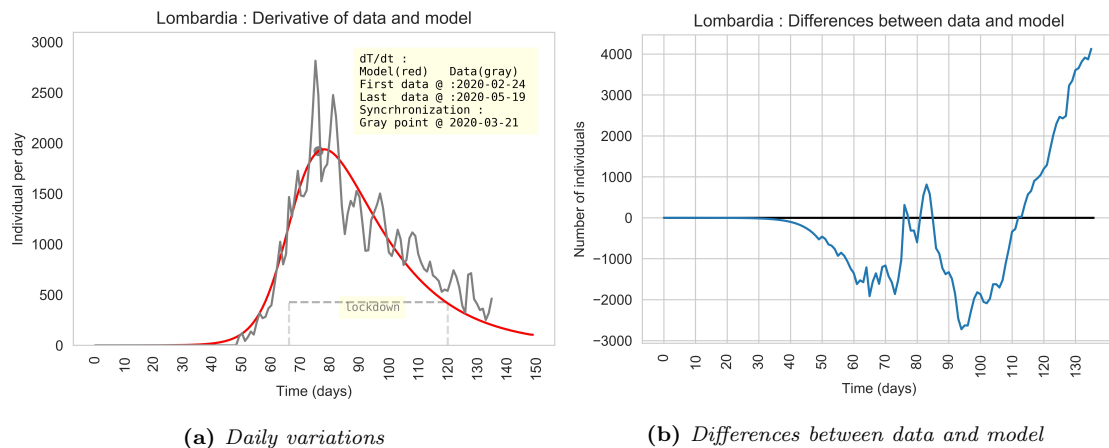 Lombardia : Derivative of data and model
Individual per day
3000
2500
2000
1500
1000
500
0
dT/dt :
Model(red) Data(gray)
First data @ :2020-02-24
Last data @ :2020-05-19
Syncrhronization :
Gray point @ 2020-03-21
lockdown
0 10 20 30 40 50 60 70 80 90 100 110 120 130 140 150
Time (days)
(a) Daily variations
Lombardia : Differences between data and model
Number of individuals
4000
3000
2000
1000
0
−1000
−2000
−3000
0 10 20 30 40 50 60 70 80 90 100 110 120 130
Time (days)
(b) Differences between data and model